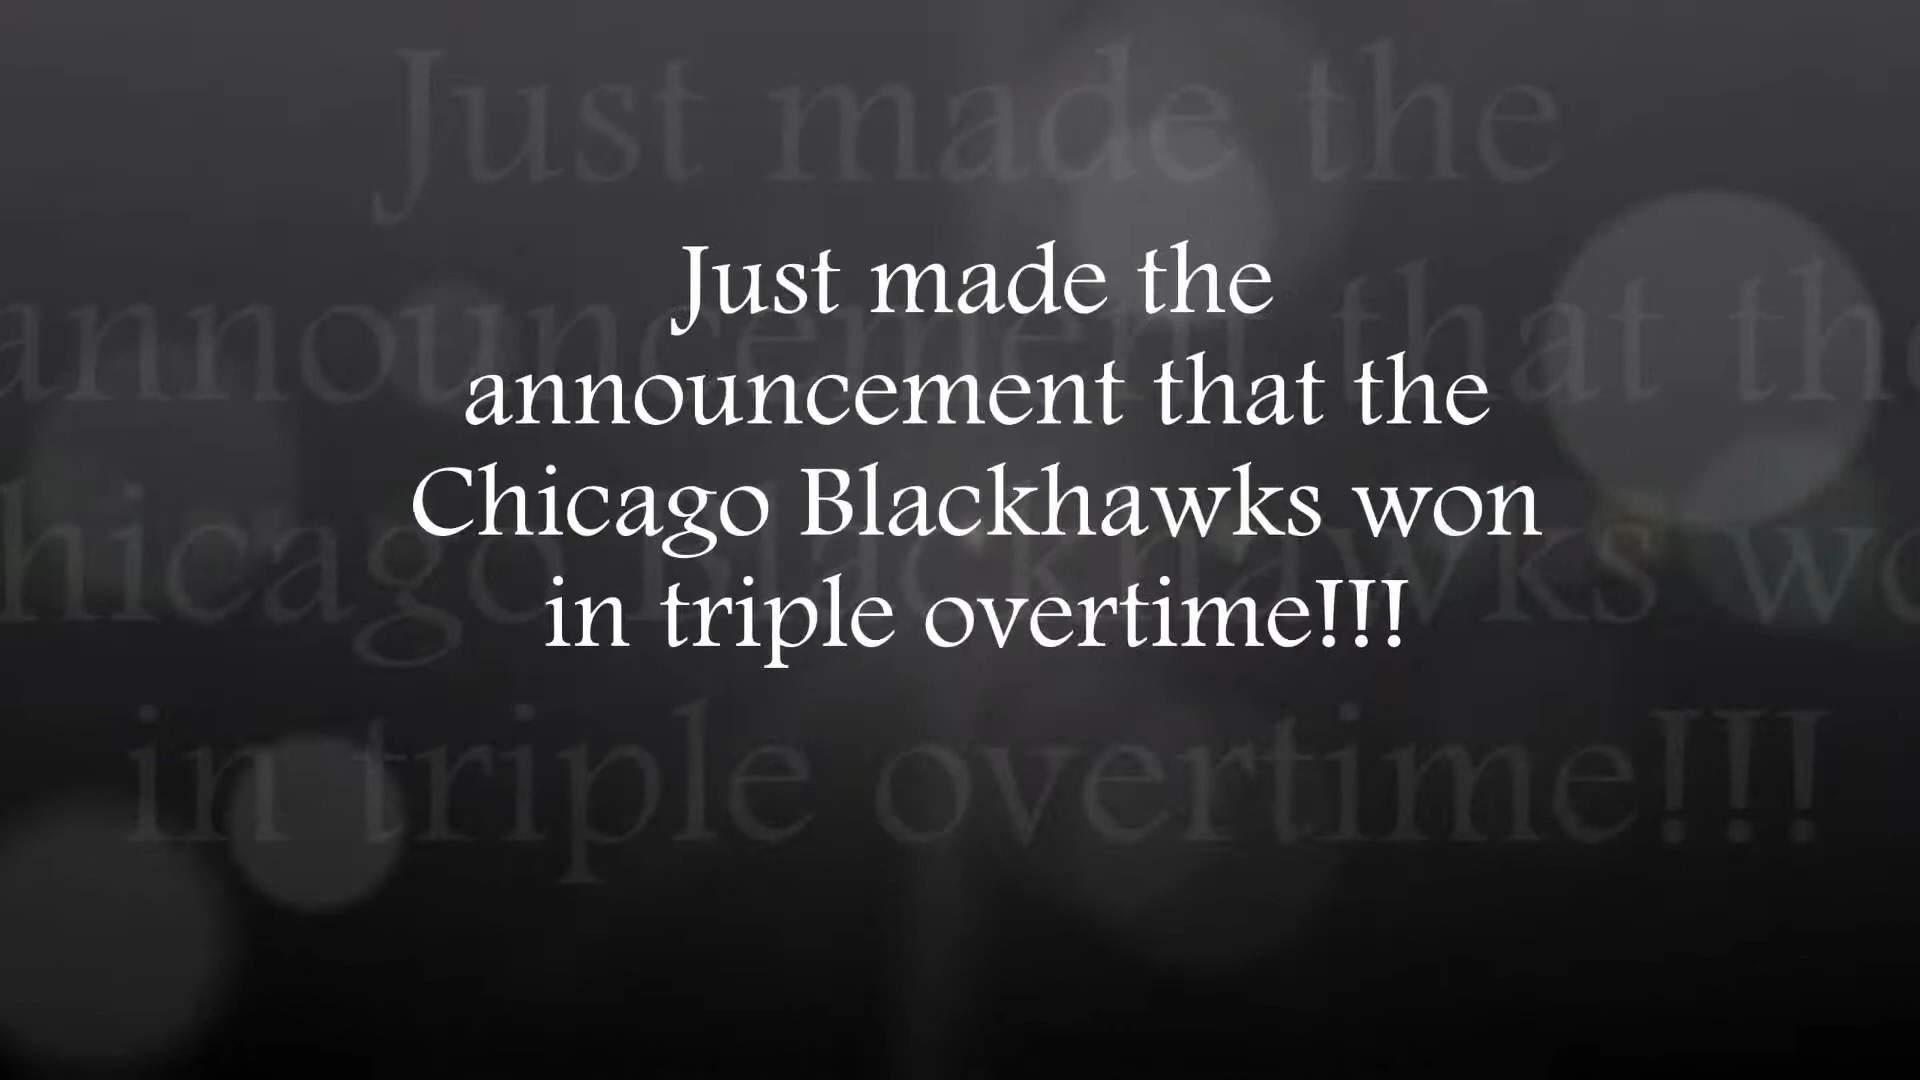 Just made the
announcement that the
Chicago Blackhawks won
in triple overtime!!!